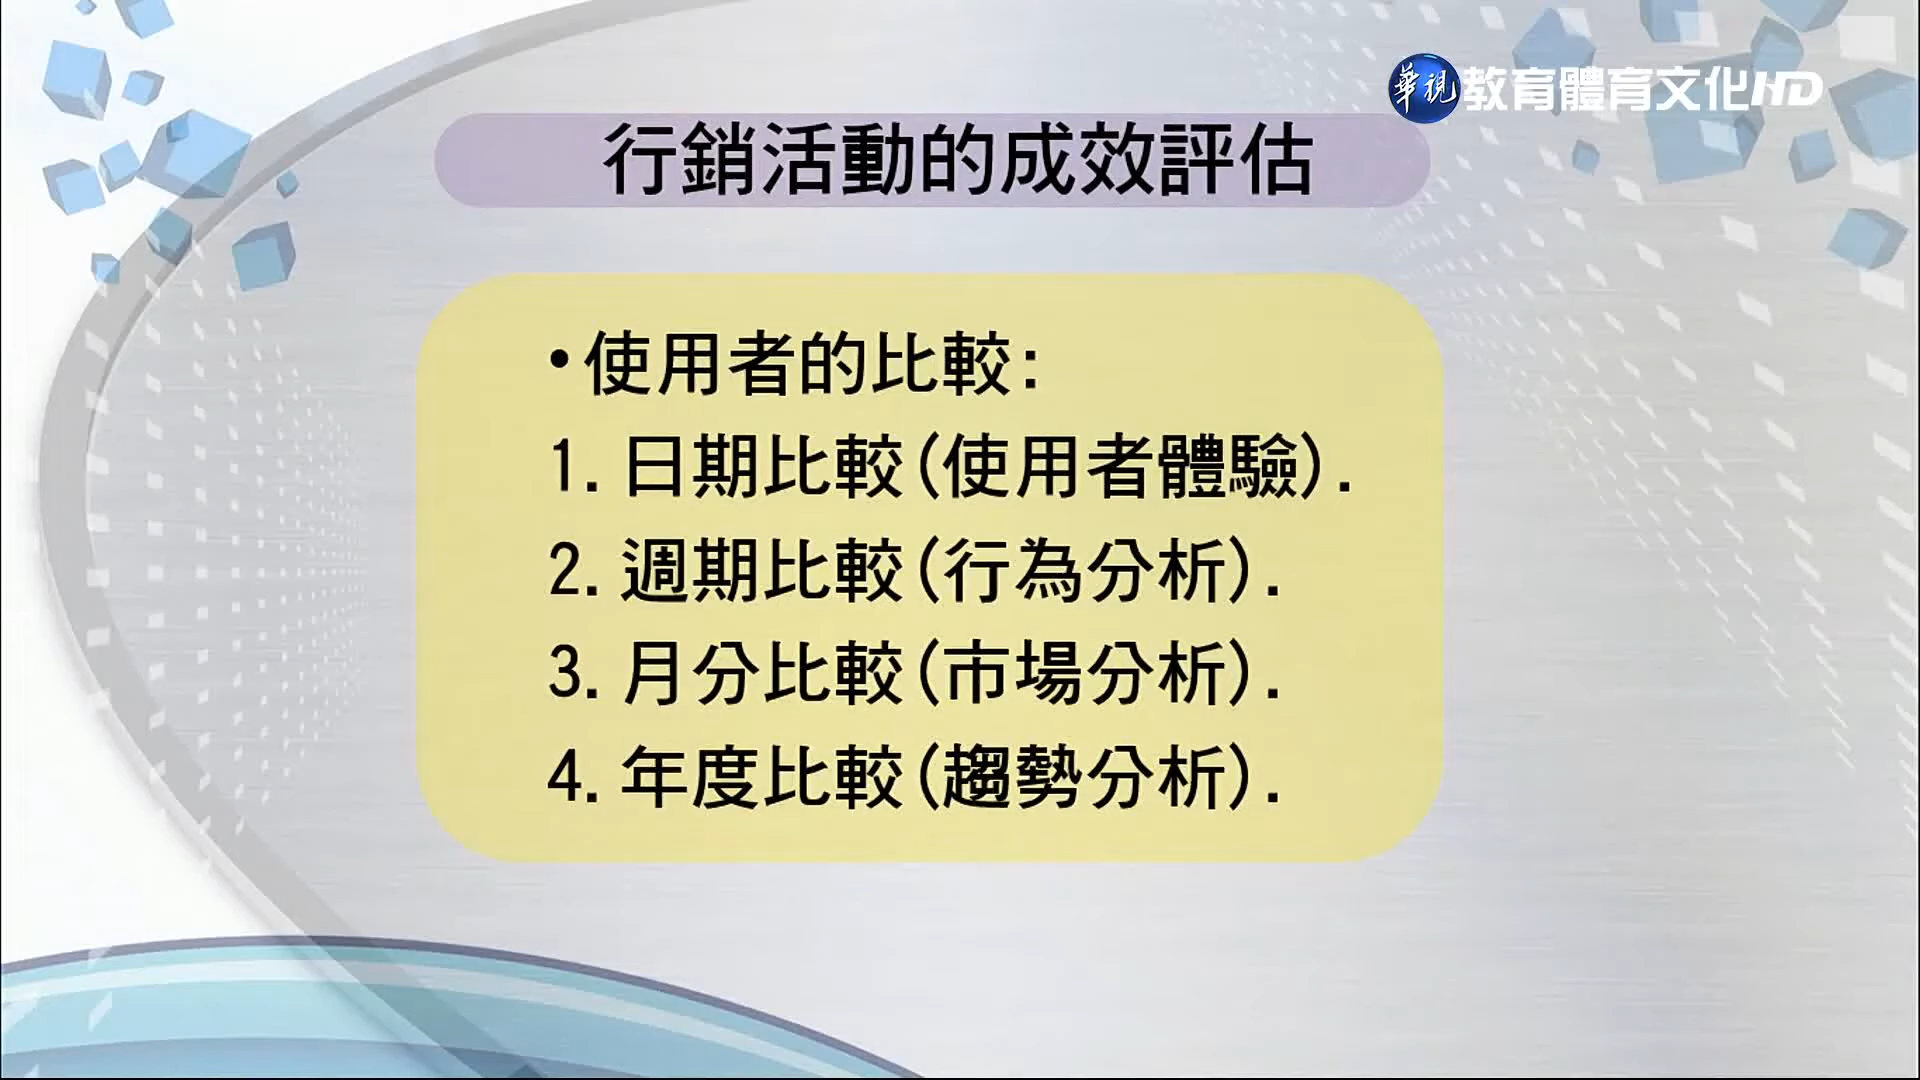 華視 教育體育文化HD
行銷活動的成效評估
•使用者的比較:
1.日期比較(使用者體驗).
2.週期比較(行為分析).
3.月分比較(市場分析).
4.年度比較(趨勢分析).